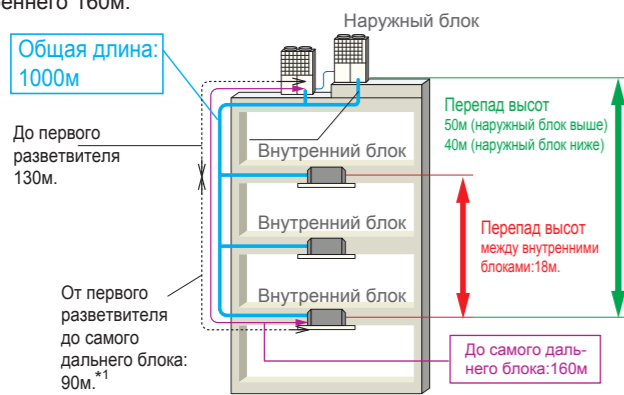 реннего 160м.
Наружный блок
Общая длина:
1000м
Перепад высот
50м (наружный блок выше)
40м (наружный блок ниже)
До первого
разветвителя
130м.
Внутренний блок
Внутренний блок
Перепад высот
между внутренними
блоками:18м.
От первого
разветвителя
до самого
дальнего блока:
90м.*1
Внутренний блок
До самого даль-
него блока:160м